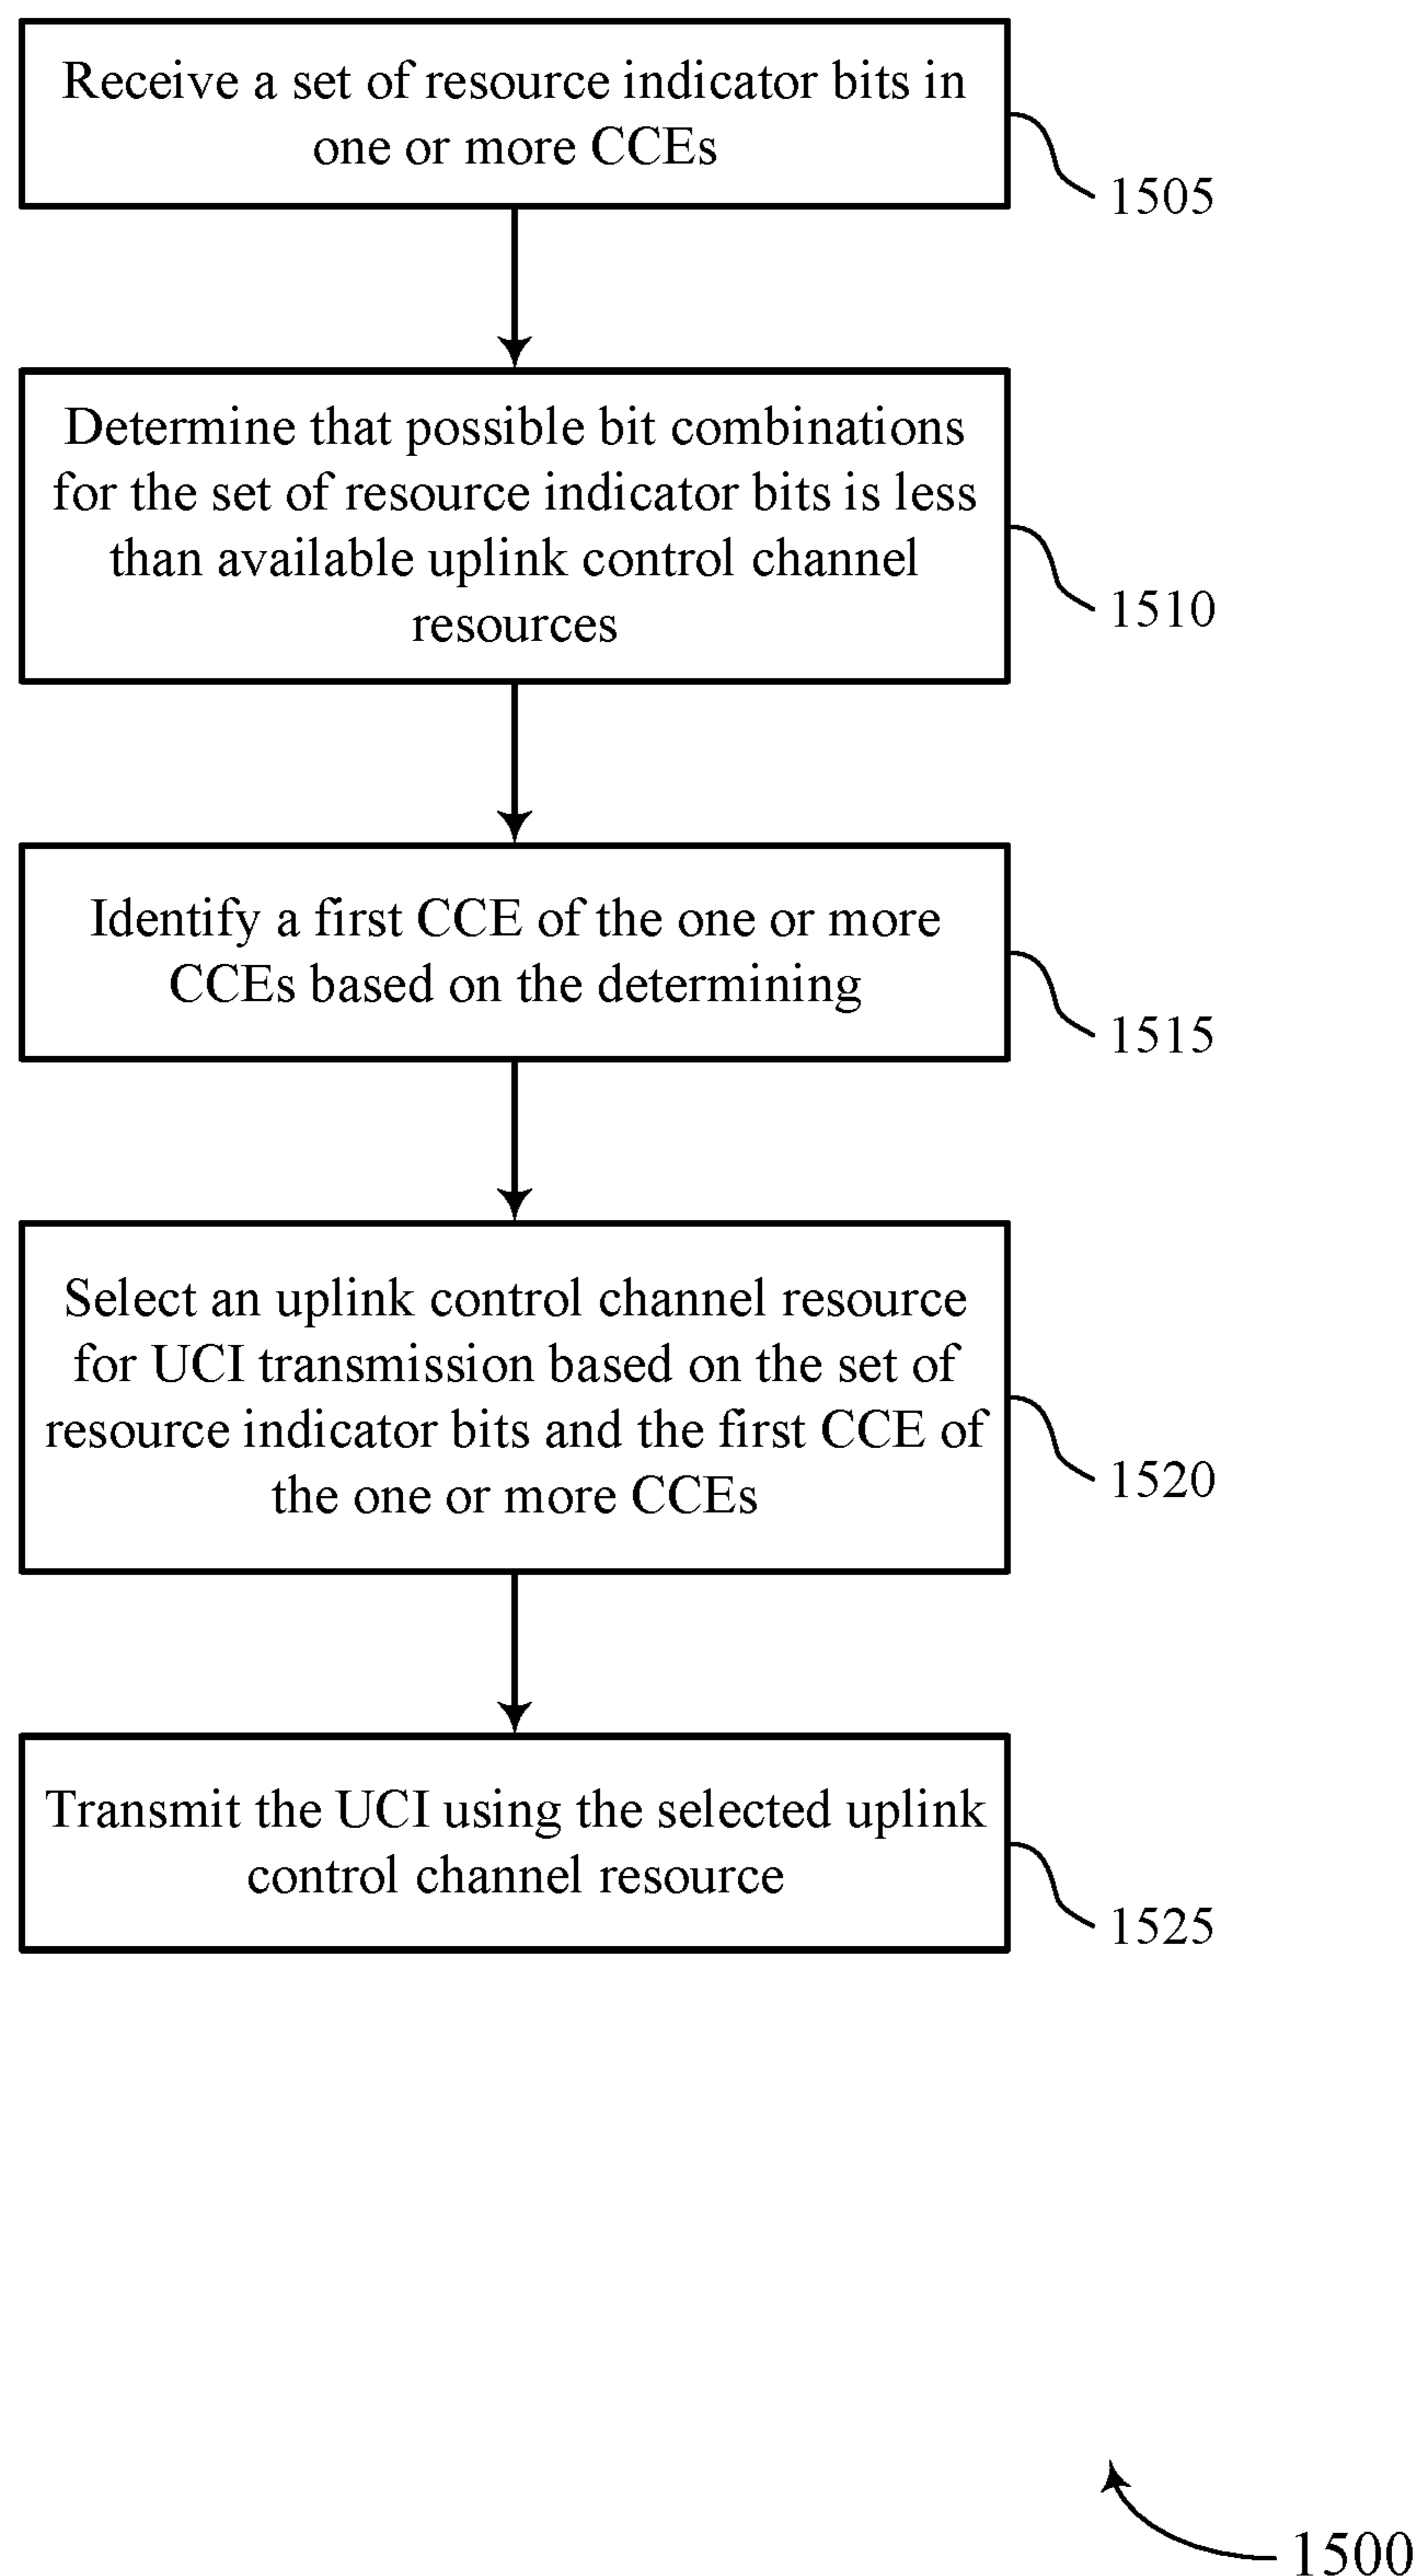 Receive a set of resource indicator bits in
one or more CCEs
1505
Determine that possible bit combinations
for the set of resource indicator bits is less
than available uplink control channel
resources
1510
Identify a first CCE of the one or more
CCEs based on the determining
1515
Select an uplink control channel resource
for UCI transmission based on the set of
resource indicator bits and the first CCE of
the one or more CCEs
1520
Transmit the UCI using the selected uplink
control channel resource
1525
1500